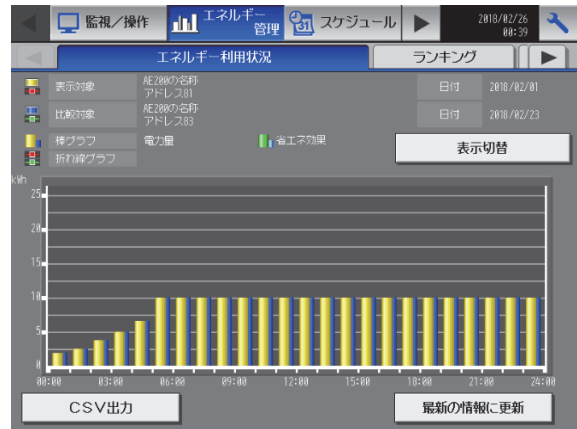 監視／操作
エネルギー
管理
31
スケジュール
2018/02/26
00:39
エネルギー利用状況
ランキング
表示対象
AE200の名称
アドレス81
日付
2018/02/01
比較対象
AE200の名称
アドレス83
日付
2018/02/23
棒グラフ
電力量
省エネ効果
折れ線グラフ
表示切替
kWh
25
20
15
10
5
0
00:00 03:00 06:00 09:00 12:00 15:00 18:00 21:00 24:00
CSV出力
最新の情報に更新